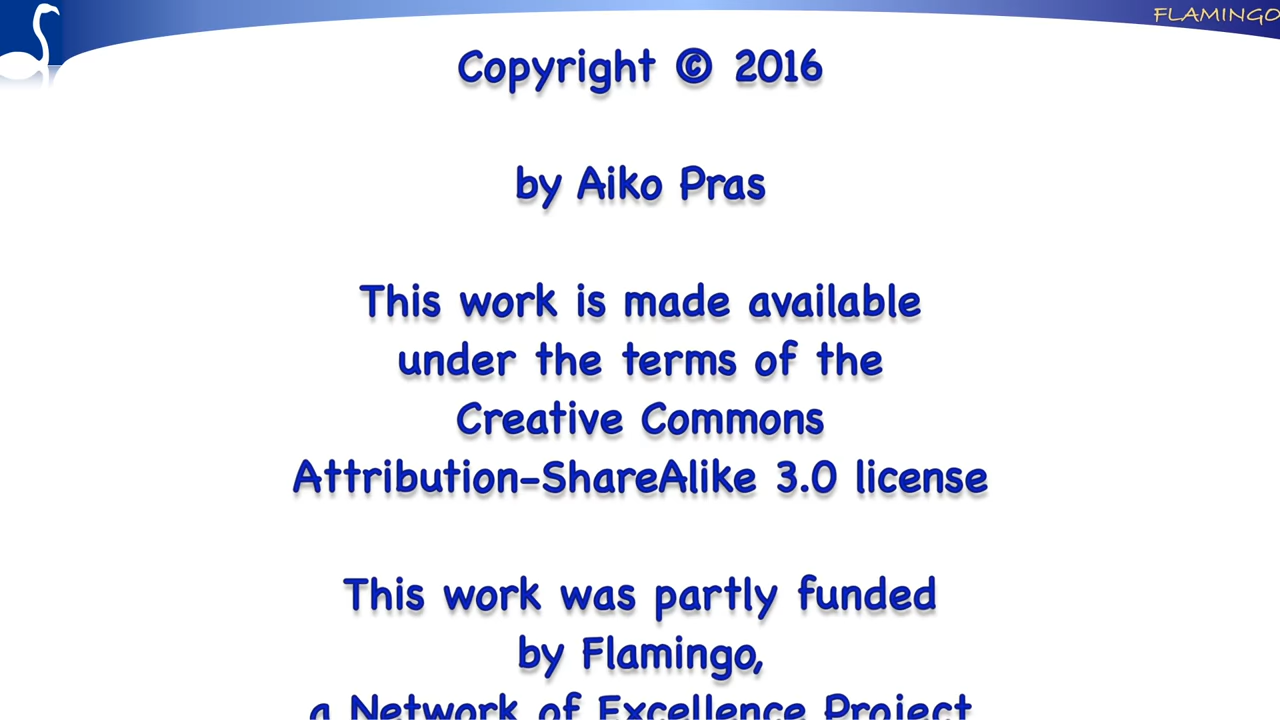 FLAMINGO
Copyright © 2016
by Aiko Pras
This work is made available
under the terms of the
Creative Commons
Attribution-ShareAlike 3.0 license
This work was partly funded
by Flamingo,
a Network of Excellence Project